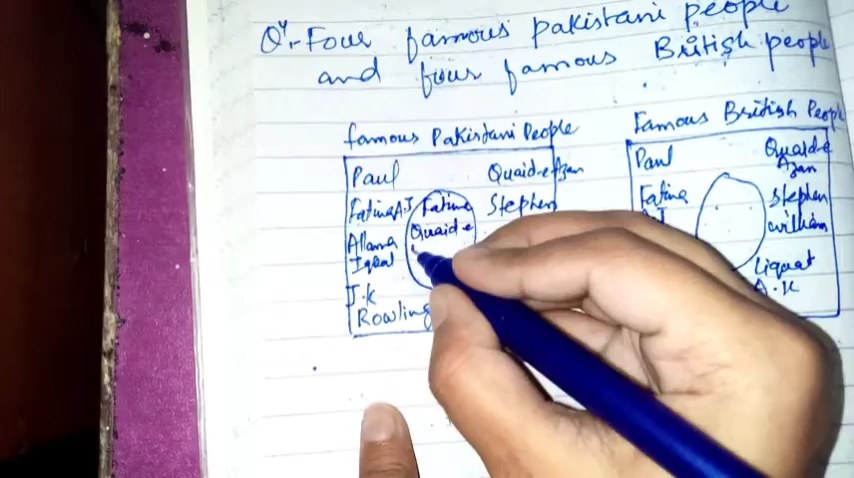 Q4:-Four famous Pakistani people
and four famous British people
famous Pakistani People
Paul Quaid-e Azam
Fatima A.J Stephen
Allama
Iqbal
J.K
Rowling
Fatima
Quaid-e
Famous British People
Paul Quaid-e
Azam
Fatima Stephen
William
Liquat
A.K